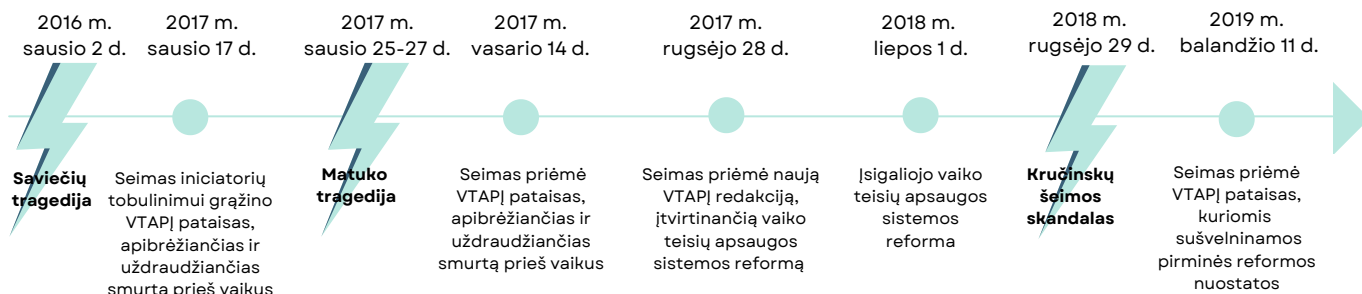 2016 m.
sausio 2 d.
2017 m.
sausio 17 d.
2017 m.
sausio 25-27 d.
2017 m.
vasario 14 d.
2017 m.
rugsėjo 28 d.
2018 m.
liepos 1 d.
2018 m.
rugsėjo 29 d.
2019 m.
balandžio 11 d.
Saviečių
tragedija
Seimas iniciatorių
tobulinimui grąžino
VTAPĮ pataisas,
apibrėžiančias ir
uždraudžiančias
smurtą prieš vaikus
Matuko
tragedija
Seimas priėmė
VTAPĮ pataisas,
apibrėžiančias ir
uždraudžiančias
smurtą prieš vaikus
Seimas priėmė naują
VTAPĮ redakciją,
įtvirtinančią vaiko
teisių apsaugos
sistemos reformą
Įsigaliojo vaiko
teisių apsaugos
sistemos
reforma
Kručinskų
šeimos
skandalas
Seimas priėmė
VTAPĮ pataisas,
kuriomis
sušvelninamos
pirminės reformos
nuostatos